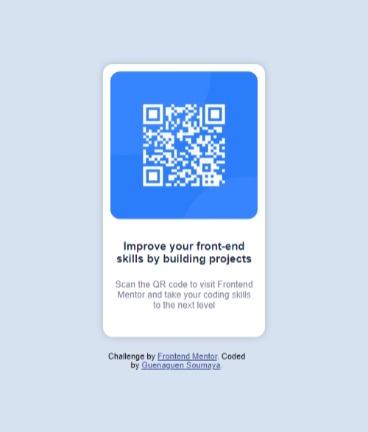 Improve your front-end
skills by building projects
Scan the QR code to visit Frontend
Mentor and take your coding skills
to the next level
Challenge by Frontend Mentor. Coded
by Guenaguen Soumaya.